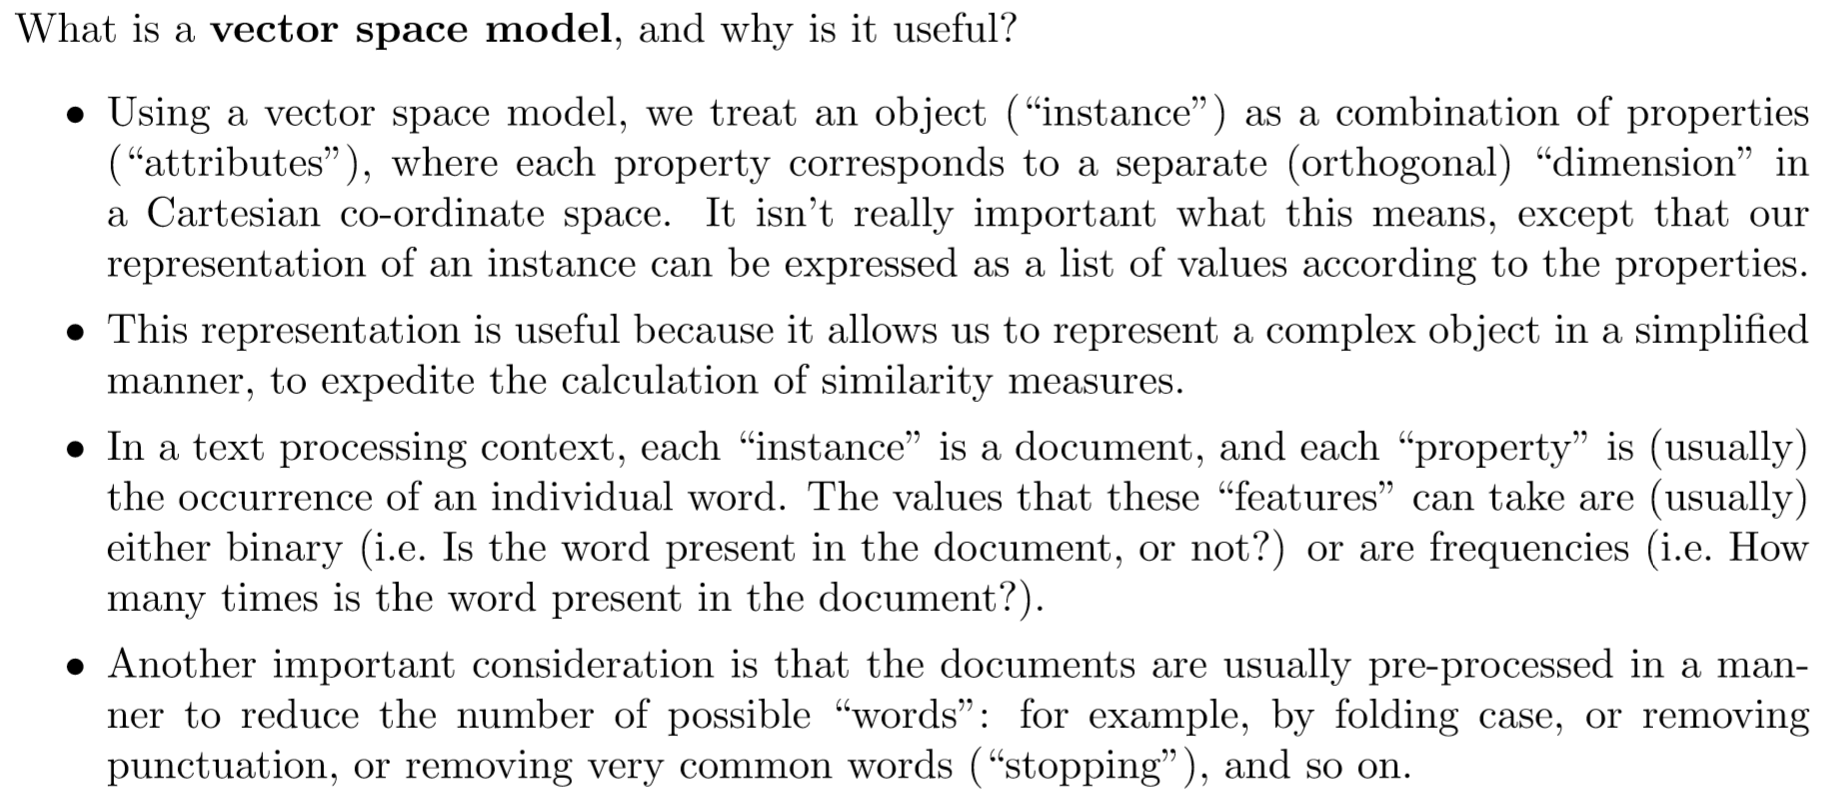 What is a vector space model, and why is it useful?
• Using a vector space model, we treat an object (“instance”) as a combination of properties
(“attributes”), where each property corresponds to a separate (orthogonal) “dimension” in
a Cartesian co-ordinate space. It isn’t really important what this means, except that our
representation of an instance can be expressed as a list of values according to the properties.
• This representation is useful because it allows us to represent a complex object in a simplified
manner, to expedite the calculation of similarity measures.
• In a text processing context, each “instance” is a document, and each “property” is (usually)
the occurrence of an individual word. The values that these “features” can take are (usually)
either binary (i.e. Is the word present in the document, or not?) or are frequencies (i.e. How
many times is the word present in the document?).
• Another important consideration is that the documents are usually pre-processed in a man-
ner to reduce the number of possible “words”: for example, by folding case, or removing
punctuation, or removing very common words (“stopping”), and so on.